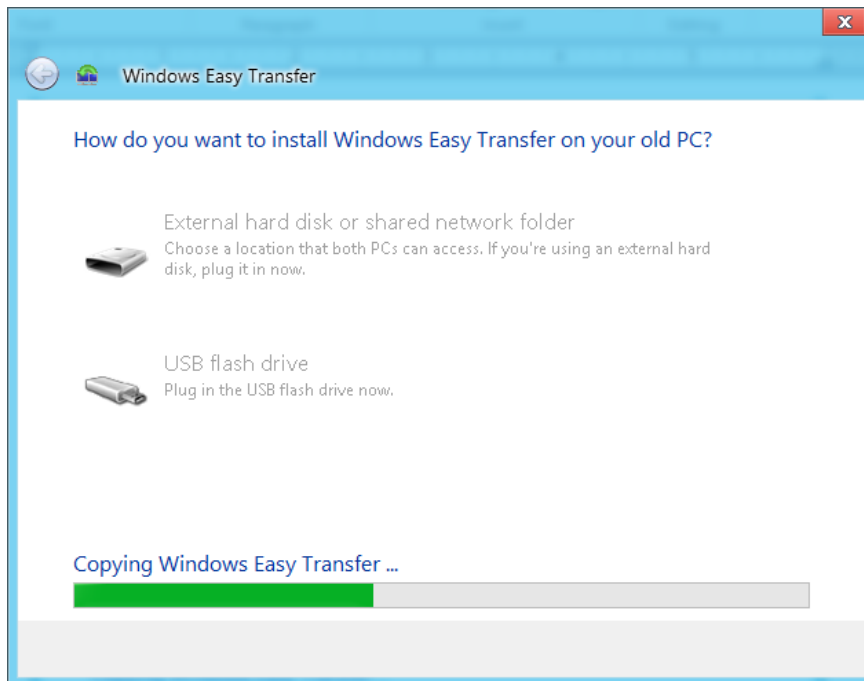 Windows Easy Transfer
How do you want to install Windows Easy Transfer on your old PC?
External hard disk or shared network folder
Choose a location that both PCs can access. If you're using an external hard
disk, plug it in now.
USB flash drive
Plug in the USB flash drive now.
Copying Windows Easy Transfer ...